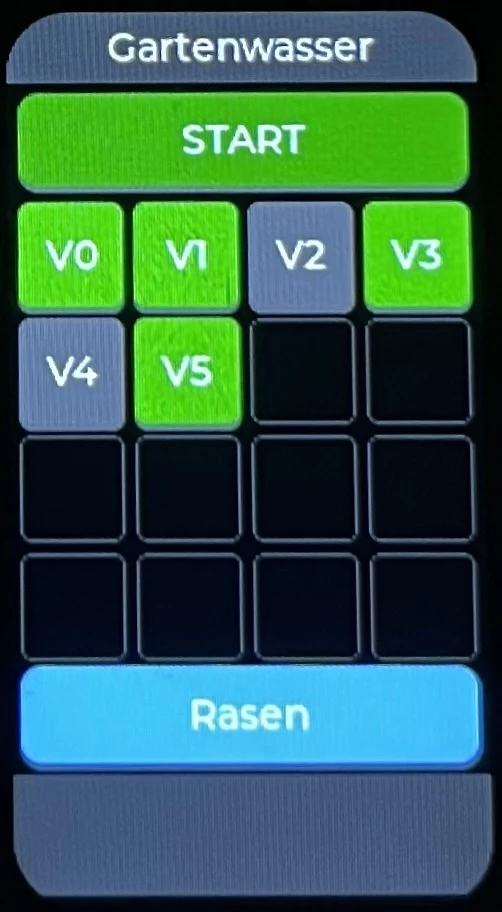 Gartenwasser
START
V0 V1 V2 V3
V4 V5
Rasen